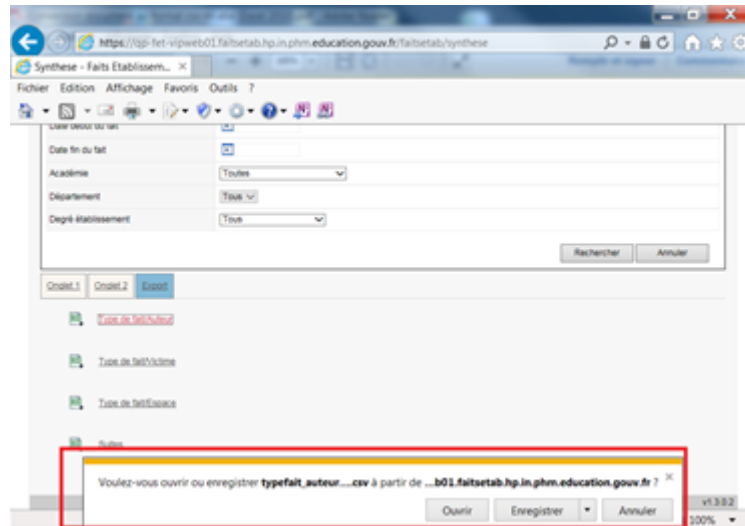 https://qp-fet-vipweb01.faitsetab.hp.in.phm.education.gouv.fr/faitsetab/synthese
Synthese - Faits Etablissem...
Fichier Edition Affichage Favoris Outils ?
Date début du fait
Date fin du fait
Académie Toutes
Département Tous
Degré établissement Tous
Rechercher Annuler
Onglet 1 Onglet 2 Export
Type de fait/Auteur
Type de fait/Victime
Type de fait/Espace
Suites
Voulez-vous ouvrir ou enregistrer typefait_auteur....csv à partir de ...b01.faitsetab.hp.in.phm.education.gouv.fr ?
Ouvrir Enregistrer Annuler
v1.3.0.2
100%